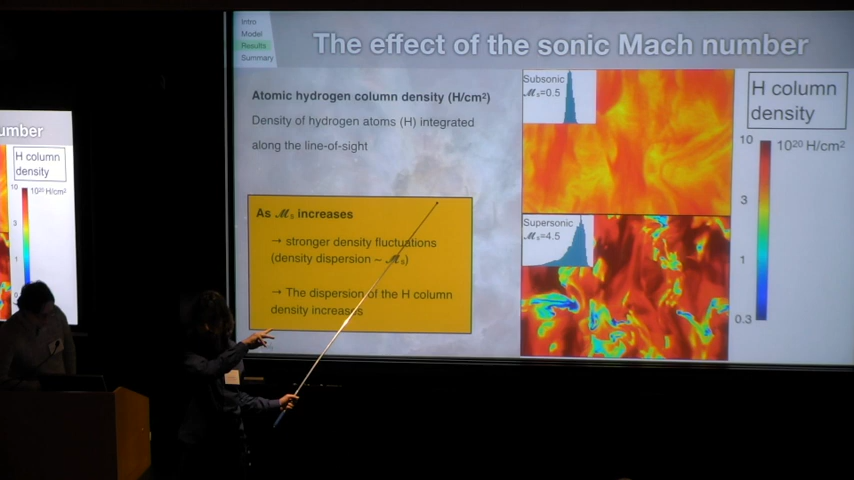 Intro
Model
Results
Summary
The effect of the sonic Mach number
Atomic hydrogen column density (H/cm²)
Density of hydrogen atoms (H) integrated
along the line-of-sight
As ℳs increases
→ stronger density fluctuations
(density dispersion ~ ℳs)
→ The dispersion of the H column
density increases
Subsonic
ℳs=0.5
Supersonic
ℳs=4.5
H column
density
10
10²⁰ H/cm²
3
1
0.3
umber
H column
density
10
10²⁰ H/cm²
3
1